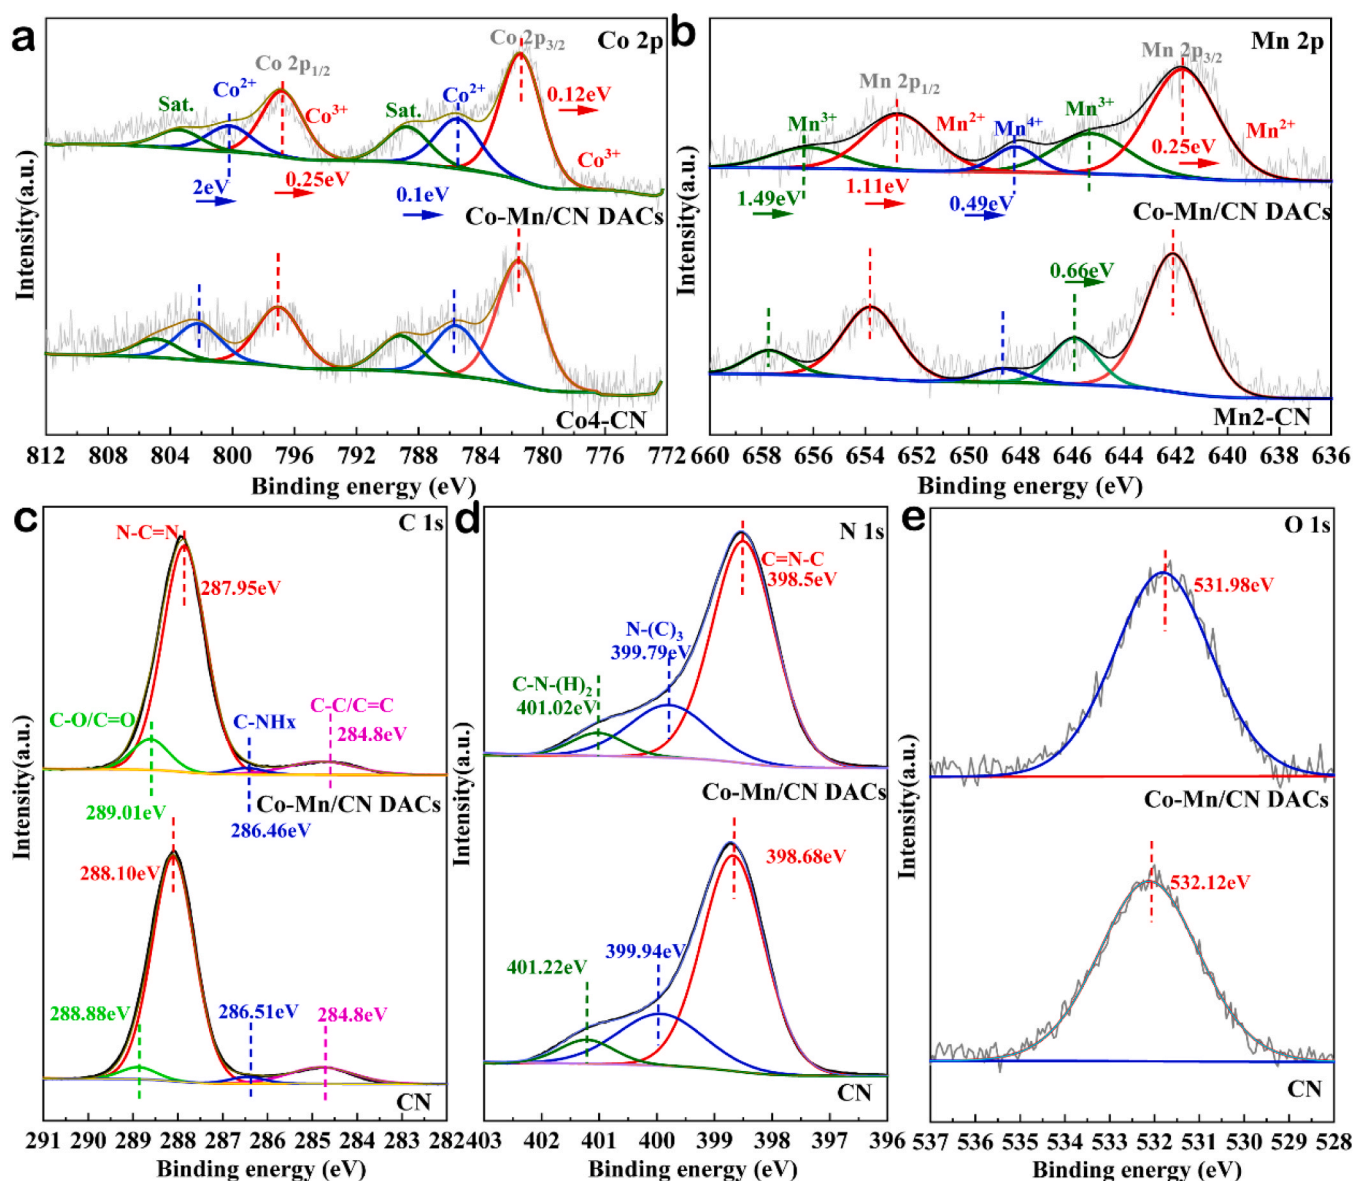 a
Co 2p
Co 2p3/2
Co 2p1/2
Co2+
Sat.
Co3+
Co2+
Sat.
0.12eV
Co3+
2eV
0.25eV
0.1eV
Co-Mn/CN DACs
Co4-CN
Intensity(a.u.)
812 808 804 800 796 792 788 784 780 776 772
Binding energy (eV)
b
Mn 2p
Mn 2p3/2
Mn 2p1/2
Mn3+
Mn2+
Mn4+
Mn3+
Mn2+
0.25eV
1.49eV
1.11eV
0.49eV
Co-Mn/CN DACs
0.66eV
Mn2-CN
Intensity(a.u.)
660 658 656 654 652 650 648 646 644 642 640 638 636
Binding energy (eV)
c
C 1s
N-C=N
287.95eV
C-O/C=O
C-NHx
C-C/C=C
284.8eV
289.01eV
286.46eV
Co-Mn/CN DACs
288.10eV
288.88eV
286.51eV
284.8eV
CN
Intensity(a.u.)
291 290 289 288 287 286 285 284 283 282
Binding energy (eV)
d
N 1s
C=N-C
398.5eV
N-(C)3
399.79eV
C-N-(H)2
401.02eV
Co-Mn/CN DACs
398.68eV
399.94eV
401.22eV
CN
Intensity(a.u.)
403 402 401 400 399 398 397 396
Binding energy (eV)
e
O 1s
531.98eV
Co-Mn/CN DACs
532.12eV
CN
Intensity(a.u.)
537 536 535 534 533 532 531 530 529 528
Binding energy (eV)